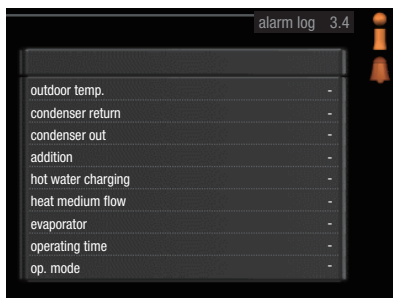 alarm log 3.4
outdoor temp. -
condenser return -
condenser out -
addition -
hot water charging -
heat medium flow -
evaporator -
operating time -
op. mode -